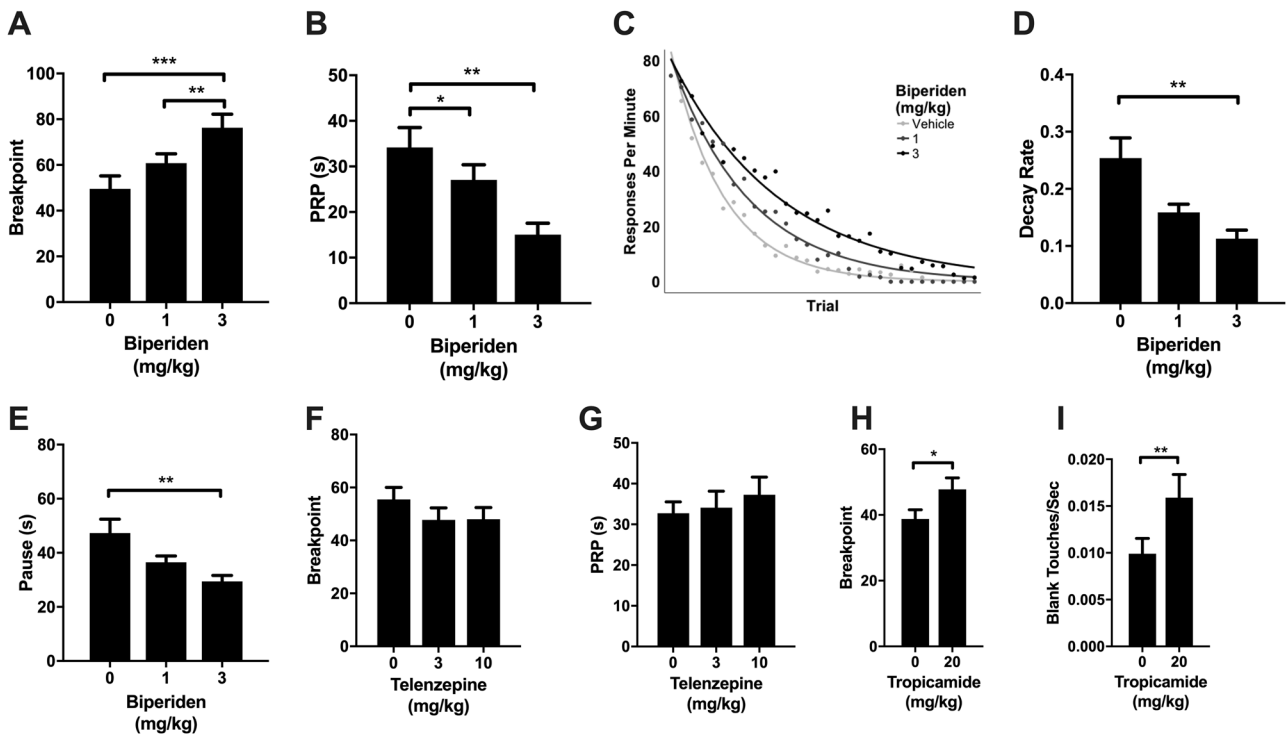 A
Breakpoint
100
80
60
40
20
0
***
**
0 1 3
Biperiden
(mg/kg)
B
PRP (s)
50
40
30
20
10
0
**
*
0 1 3
Biperiden
(mg/kg)
C
Responses Per Minute
80
60
40
20
0
Trial
Biperiden
(mg/kg)
Vehicle
1
3
D
Decay Rate
0.4
0.3
0.2
0.1
0.0
**
0 1 3
Biperiden
(mg/kg)
E
Pause (s)
80
60
40
20
0
**
0 1 3
Biperiden
(mg/kg)
F
Breakpoint
80
60
40
20
0
0 3 10
Telenzepine
(mg/kg)
G
PRP (s)
50
40
30
20
10
0
0 3 10
Telenzepine
(mg/kg)
H
Breakpoint
60
40
20
0
*
0 20
Tropicamide
(mg/kg)
I
Blank Touches/Sec
0.020
0.015
0.010
0.005
0.000
**
0 20
Tropicamide
(mg/kg)